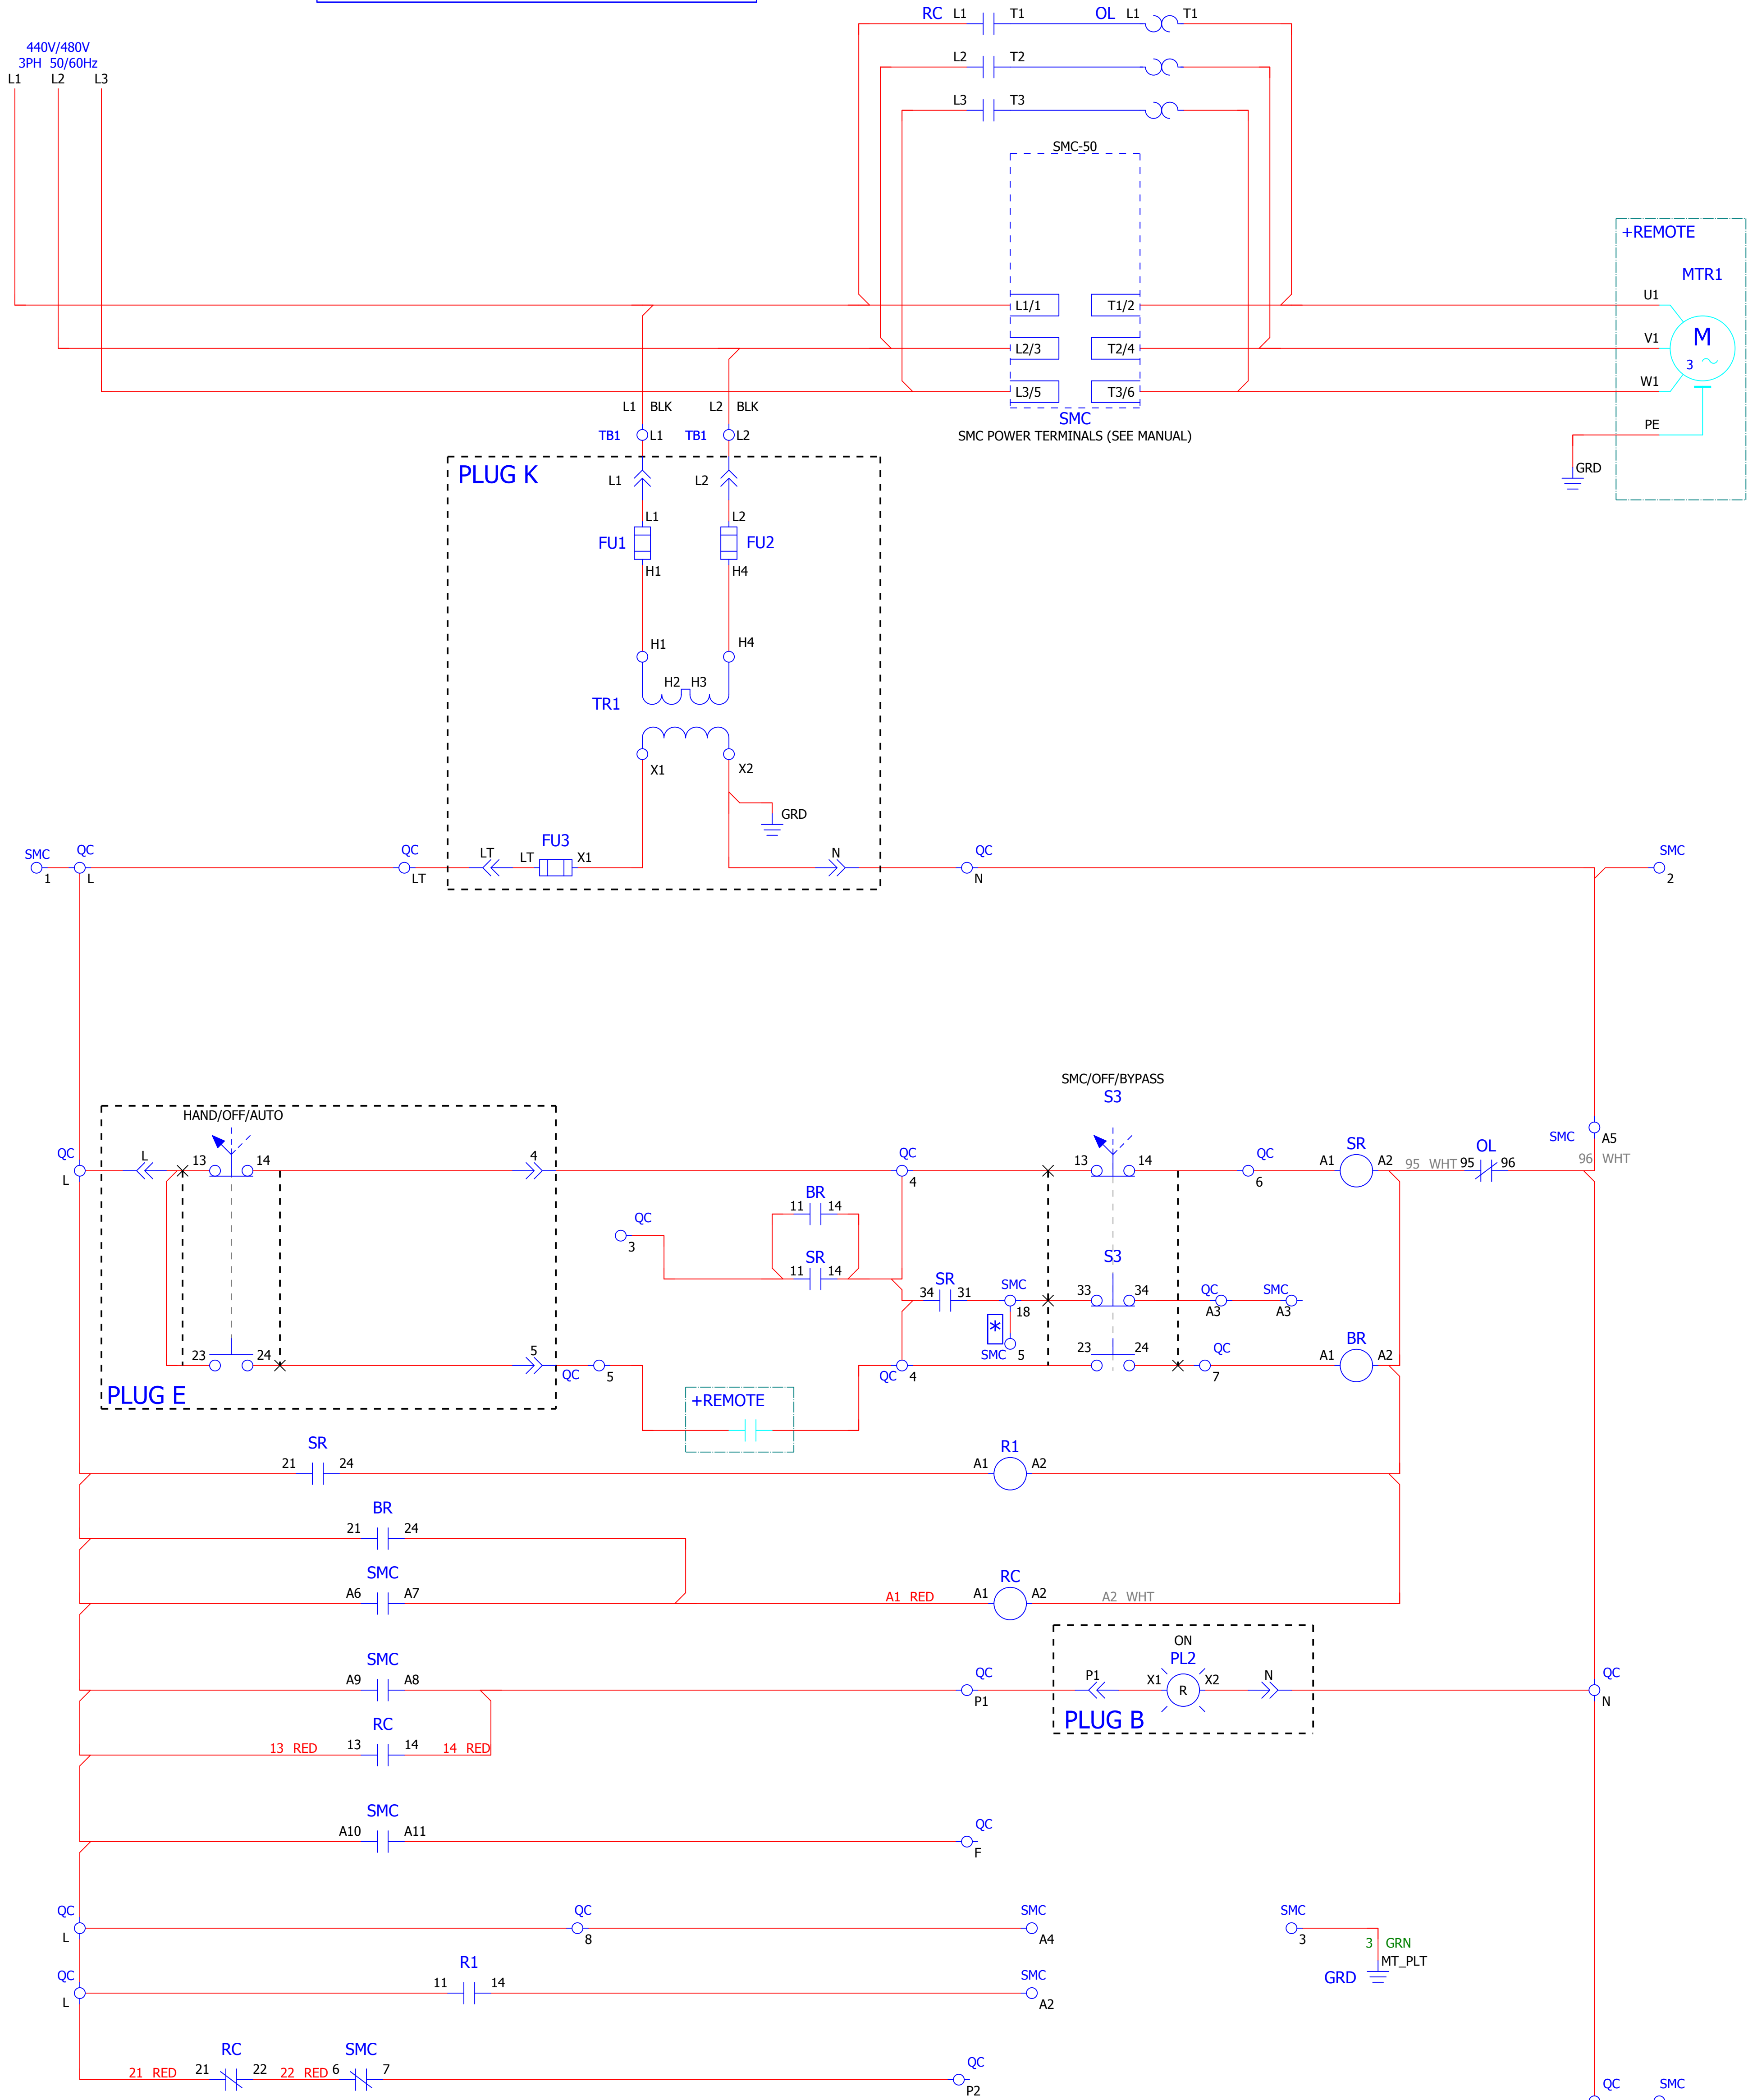 RC L1 T1 OL L1 T1
440V/480V
3PH 50/60Hz
L1 L2 L3
L2 T2
L3 T3
SMC-50
+REMOTE
MTR1
L1/1 T1/2 U1
M
3
L2/3 T2/4 V1
L3/5 T3/6 W1
L1 BLK L2 BLK
SMC
PE
TB1 L1 TB1 L2
SMC POWER TERMINALS (SEE MANUAL)
GRD
PLUG K
L1 L2
L1 L2
FU1 FU2
H1 H4
H1 H4
H2 H3
TR1
X1 X2
GRD
SMC QC QC FU3 QC SMC
LT LT X1 N
1 L LT N 2
SMC/OFF/BYPASS
S3
HAND/OFF/AUTO
SMC A5
QC L 13 14 4 QC 13 14 QC SR OL
A1 A2 95 WHT 95 96 96 WHT
L 4 6
BR
11 14
QC
3
SR
11 14
S3
SR
34 31 SMC 33 34 QC SMC
18 A3 A3
*
SMC 5
BR
23 24 5 QC 5 QC 4 23 24 QC A1 A2
7
PLUG E
+REMOTE
SR R1
21 24 A1 A2
BR
21 24
SMC RC
A6 A7 A1 RED A1 A2 A2 WHT
ON
SMC PL2
A9 A8 QC P1 X1 R X2 N QC
P1 N
PLUG B
RC
13 RED 13 14 14 RED
SMC
A10 A11 QC
F
QC QC SMC SMC
L 8 A4 3
3 GRN
MT_PLT
GRD
QC R1 SMC
11 14
L A2
RC SMC
21 RED 21 22 22 RED 6 7 QC
P2
QC SMC